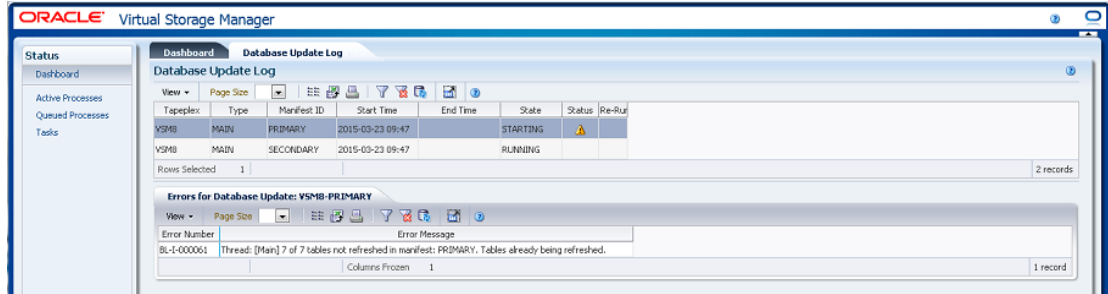 ORACLE Virtual Storage Manager
Status
Dashboard
Active Processes
Queued Processes
Tasks
Dashboard Database Update Log
Database Update Log
View Page Size
Tapeplex Type Manifest ID Start Time End Time State Status Re-Run
VSM8 MAIN PRIMARY 2015-03-23 09:47 STARTING
VSM8 MAIN SECONDARY 2015-03-23 09:47 RUNNING
Rows Selected 1 2 records
Errors for Database Update: VSM8-PRIMARY
View Page Size
Error Number Error Message
BL-I-000061 Thread: [Main] 7 of 7 tables not refreshed in manifest: PRIMARY. Tables already being refreshed.
Columns Frozen 1 1 record